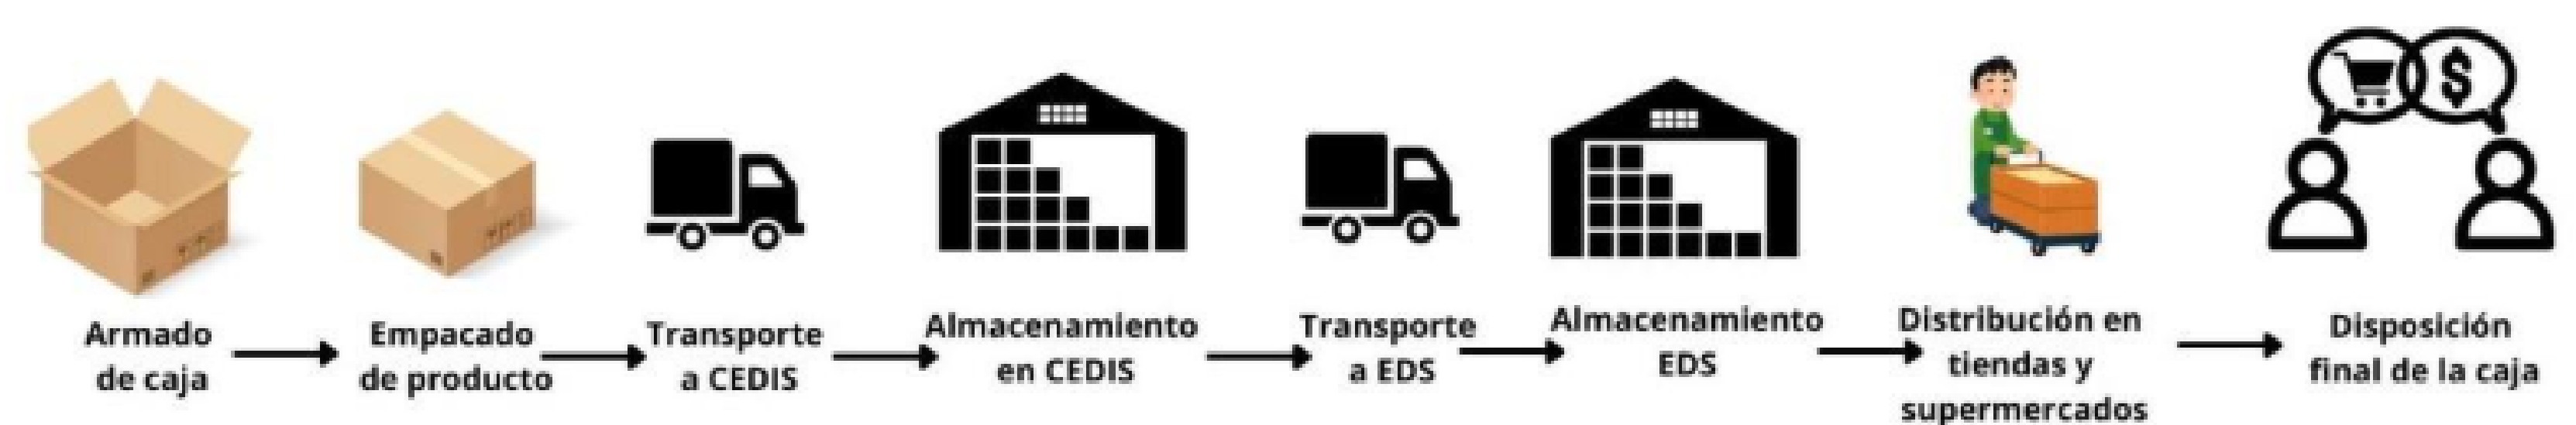 Armado
de caja
Empacado
de producto
Transporte
a CEDIS
Almacenamiento
en CEDIS
Transporte
a EDS
Almacenamiento
EDS
Distribución en
tiendas y
supermercados
Disposición
final de la caja
$